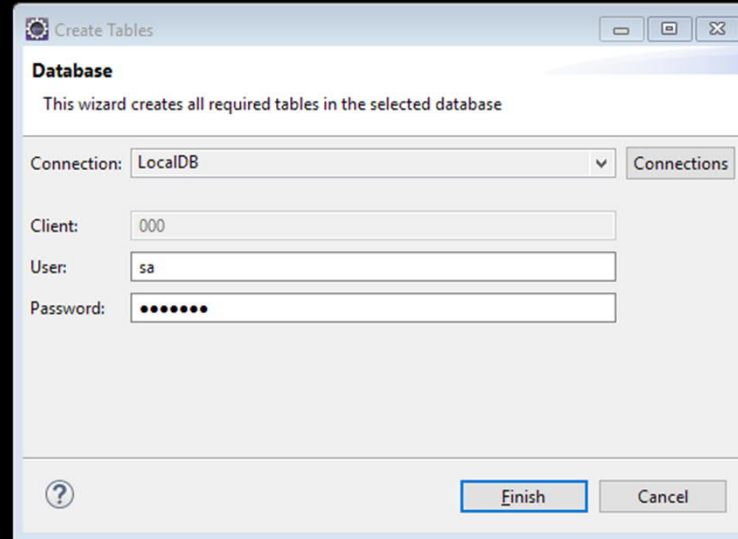 Create Tables
Database
This wizard creates all required tables in the selected database
Connection: LocalDB Connections
Client: 000
User: sa
Password: •••••••
? Finish Cancel